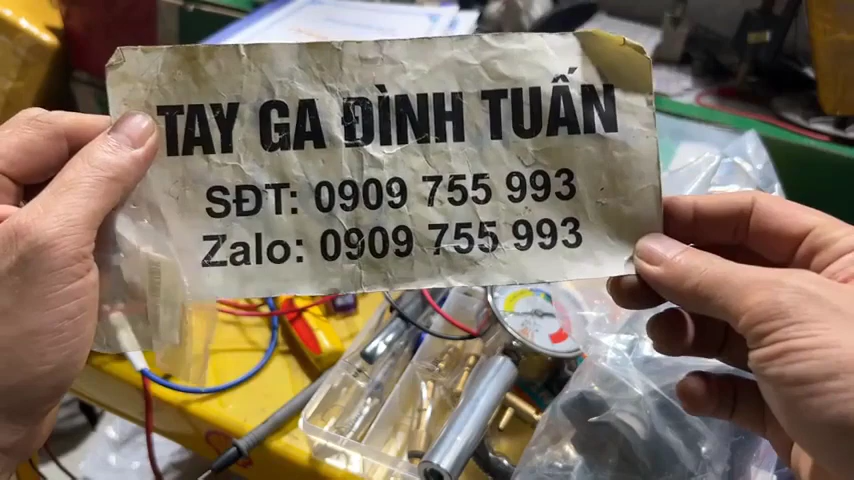 TAY GA ĐÌNH TUẤN
SĐT: 0909 755 993
Zalo: 0909 755 993